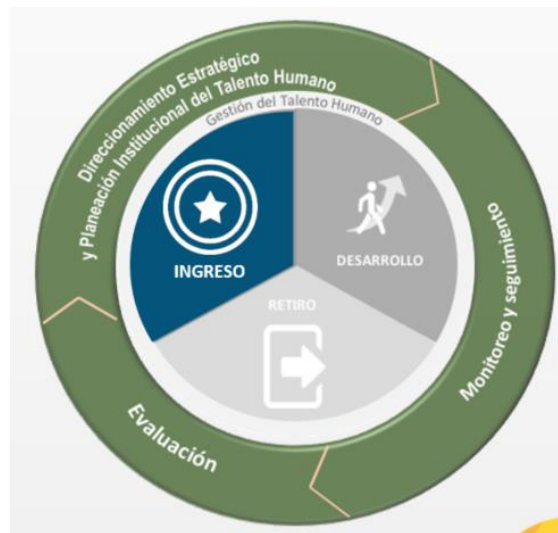 Direccionamiento Estratégico
y Planeación Institucional del Talento Humano
Gestión del Talento Humano
INGRESO
DESARROLLO
RETIRO
Monitoreo y seguimiento
Evaluación